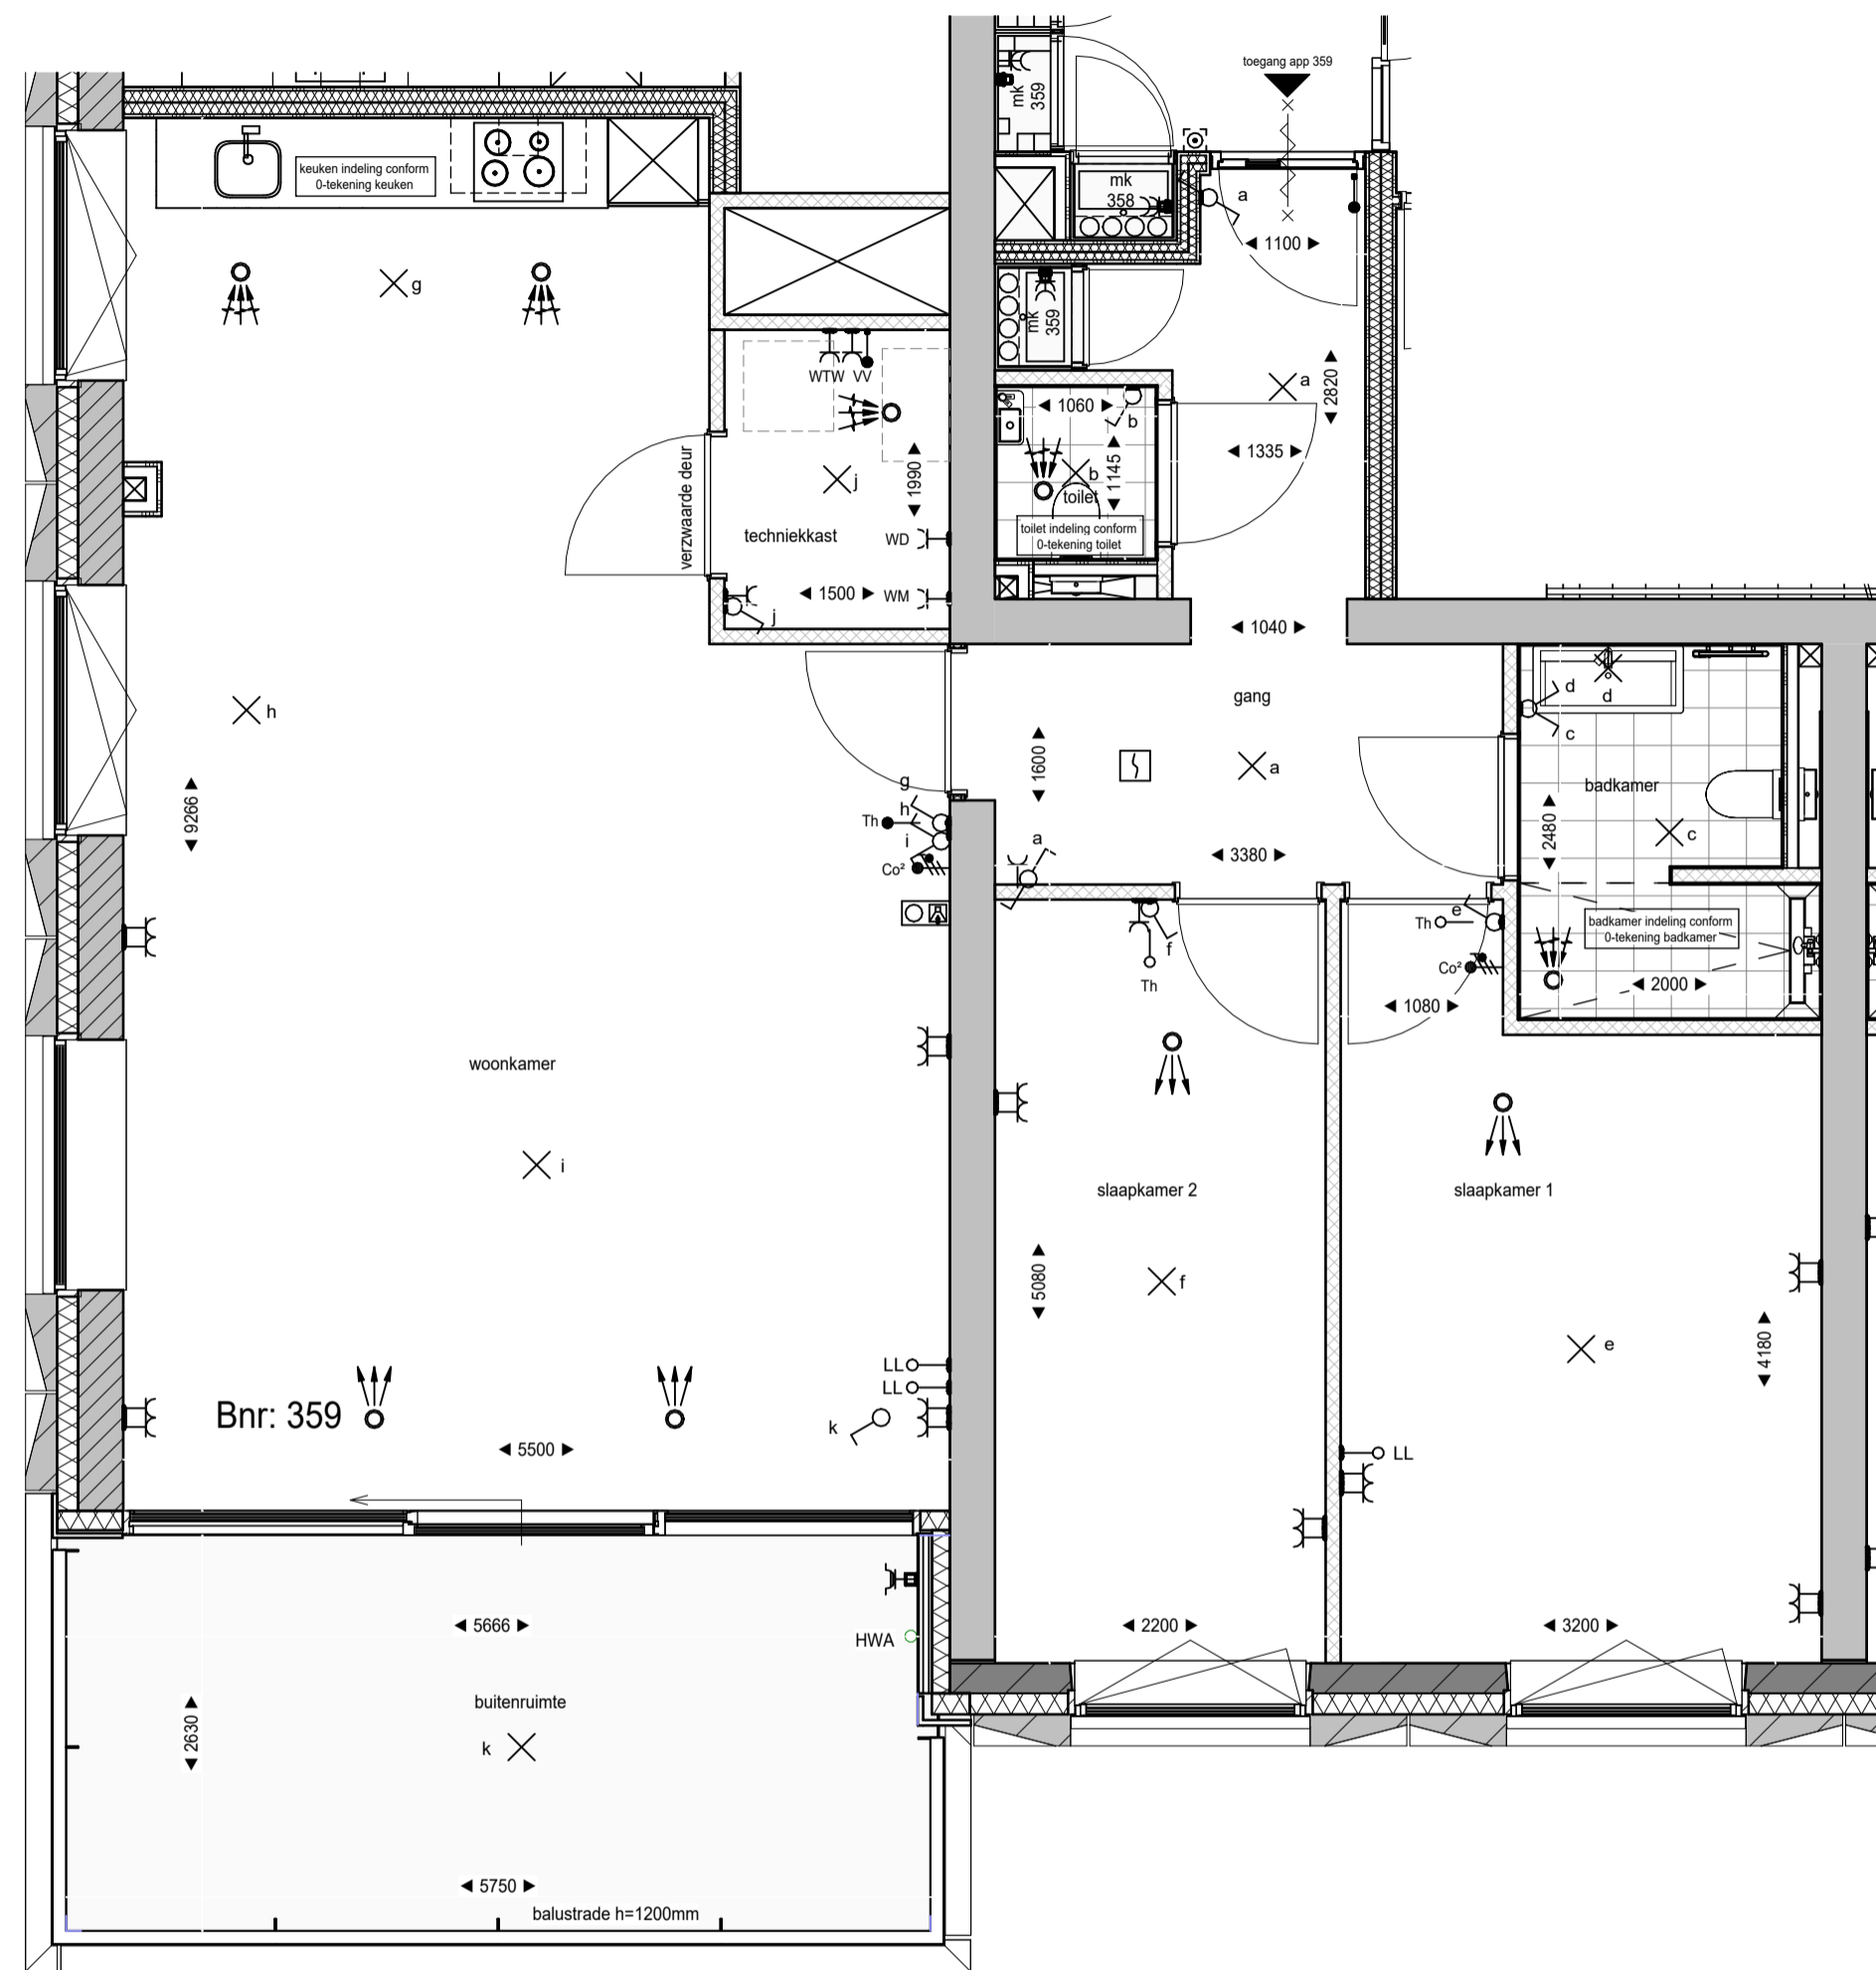 toegang app 359
mk
359
keuken indeling conform
0-tekening keuken
mk
358
a
1100
g
mk
359
WTW VV
1060
b
a
2820
verzwaarde deur
j
1990
b
1145
toilet
1335
techniekkast
WD
toilet indeling conform
0-tekening toilet
1500
WM
j
1040
gang
d
d
c
h
1600
a
badkamer
g
h
Th
i
9266
a
2480
c
3380
Co²
e
Th
badkamer indeling conform
0-tekening badkamer
f
Th
Co²
1080
2000
woonkamer
i
slaapkamer 2
slaapkamer 1
5080
f
e
4180
LL
LL
Bnr: 359
k
5500
LL
5666
HWA
2200
3200
buitenruimte
2630
k
5750
balustrade h=1200mm